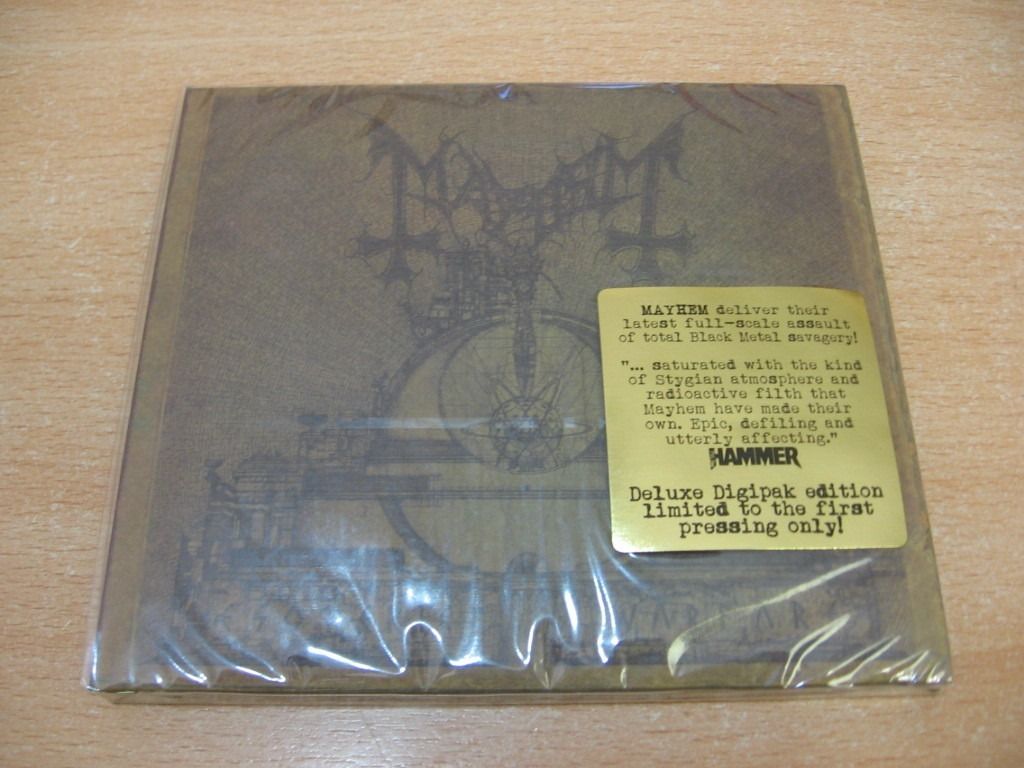 MAYHEM
MAYHEM deliver their
latest full-scale assault
of total Black Metal savagery!
"... saturated with the kind
of Stygian atmosphere and
radioactive filth that
Mayhem have made their
own. Epic, defiling and
utterly affecting."
HAMMER
Deluxe Digipak edition
limited to the first
pressing only!